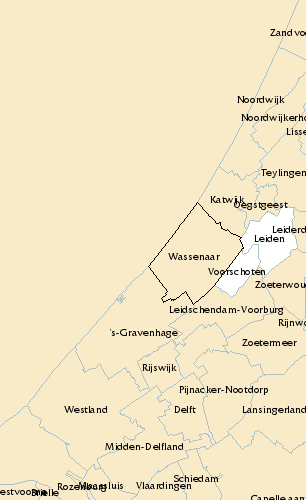 Zandvoo
Noordwijk
Noordwijkerho
Lisse
Teylingen
Katwijk
Oegstgeest
Leiderd
Leiden
Wassenaar
Voorschoten
Zoeterwou
Leidschendam-Voorburg
Rijnwo
's-Gravenhage
Zoetermeer
Rijswijk
Pijnacker-Nootdorp
Westland
Delft
Lansingerland
Midden-Delfland
Schiedam
Maassluis
Vlaardingen
Rozenburg
estvoorne
Brielle
Capelle aan